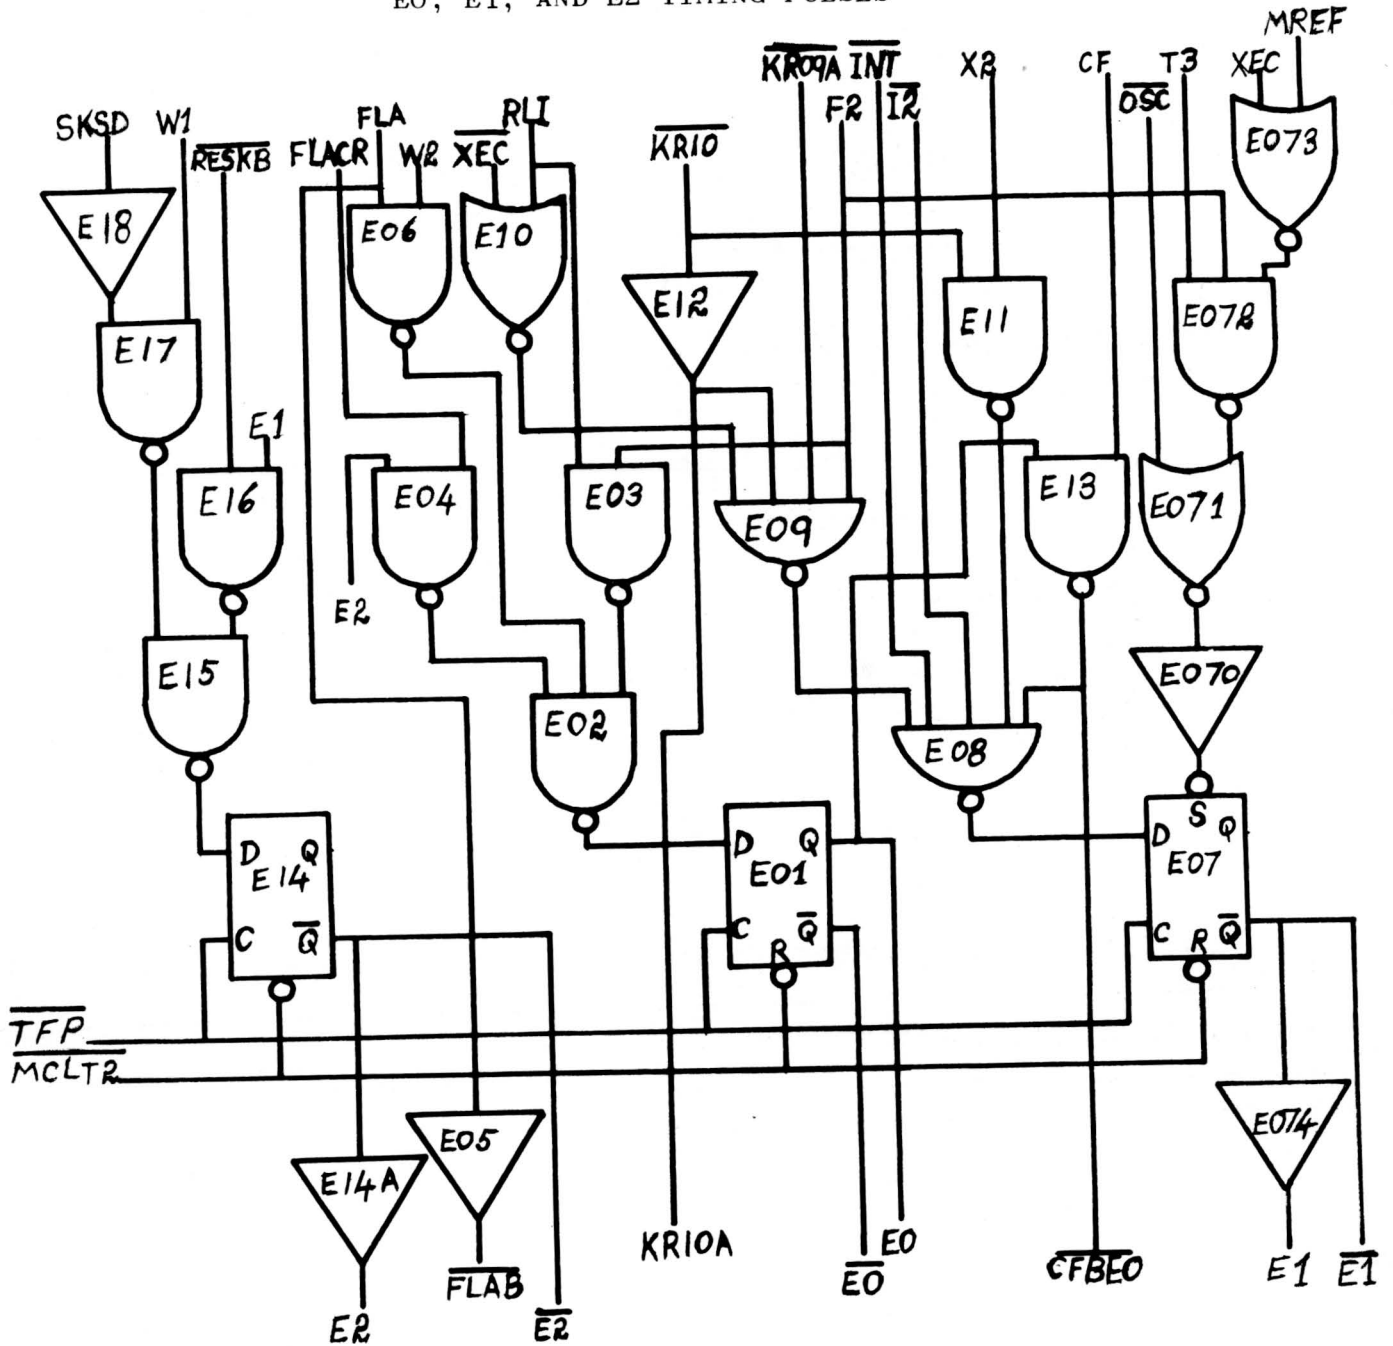 E0, E1, AND E2 TIMING PULSES
MREF
KR09A INT X2 CF T3 XEC
SKSD W1 FLA RLI F2 I2 OSC
RESKB FLACR W2 XEC KR10
E073
E18 E06 E10
E12 E11 E072
E17
E1
E16 E04 E03 E09 E13 E071
E2
E15 E070
E02 E08
S
D Q D Q D Q
E14 E01 E07
C Q C R Q C R Q
TFP
MCLT2
E05 E074
E14A
KR10A E0
FLAB E0 CFBE0 E1 E1
E2 E2